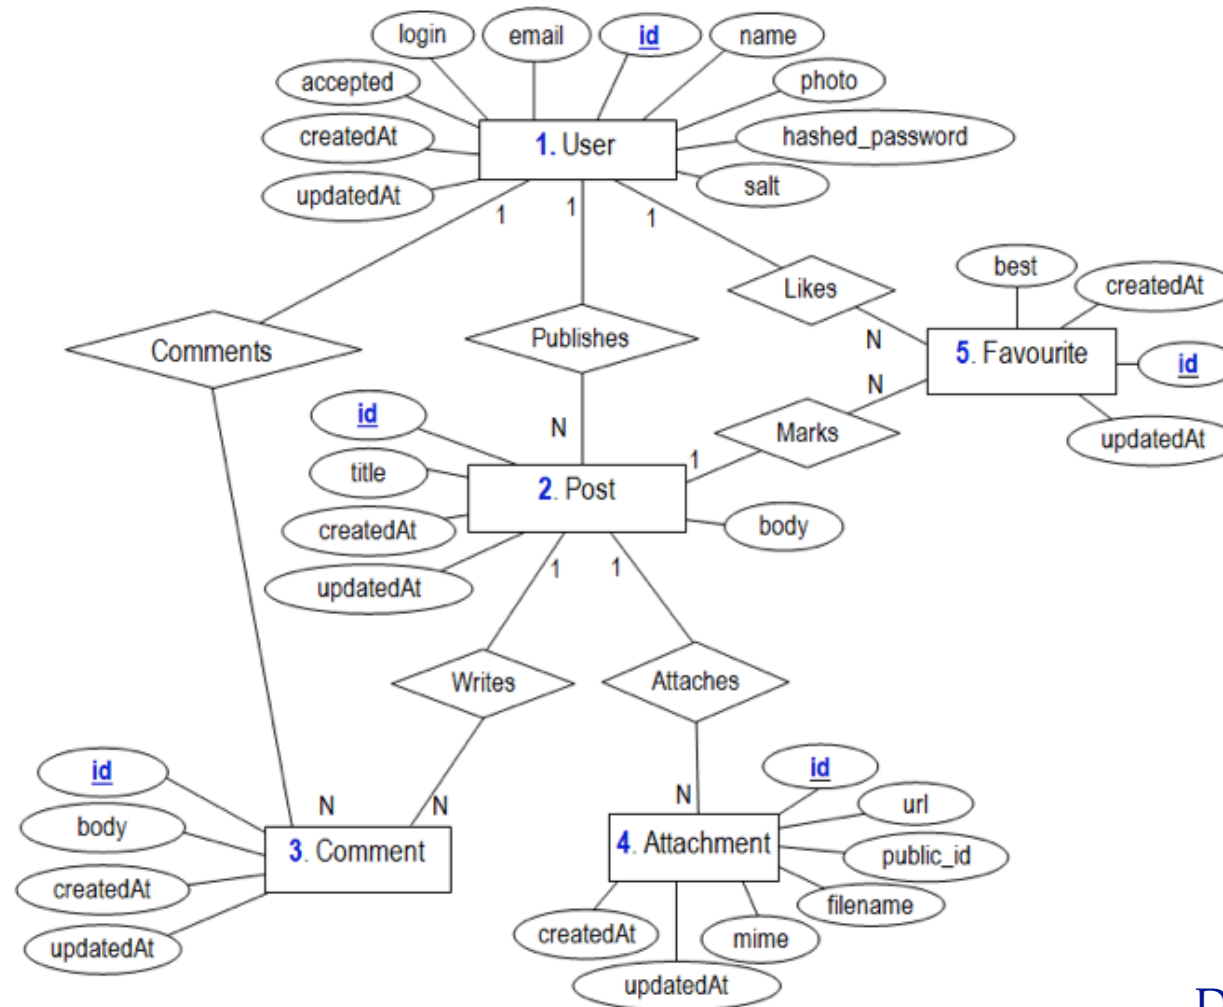 login
email
id
name
accepted
photo
createdAt
hashed_password
1. User
updatedAt
salt
1
1
1
best
createdAt
Likes
Comments
Publishes
N
5. Favourite
id
N
id
N
Marks
updatedAt
title
1
2. Post
createdAt
body
updatedAt
1
1
Writes
Attaches
id
id
N
N
N
url
body
3. Comment
4. Attachment
public_id
createdAt
filename
updatedAt
createdAt
mime
updatedAt
D